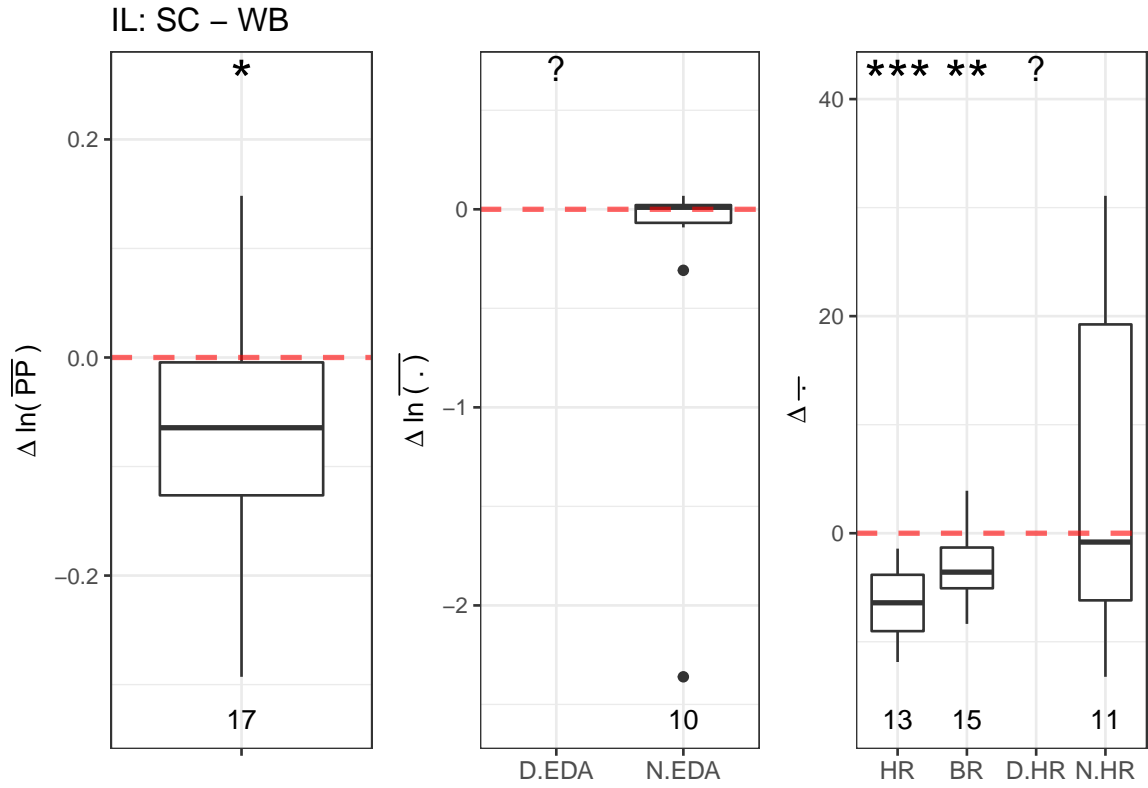 IL: SC − WB
*
0.2
0.0
−0.2
Δ ln( PP )
17
?
0
−1
−2
Δ ln ( . )
10
D.EDA N.EDA
*** ** ?
40
20
0
Δ .
13 15 11
HR BR D.HR N.HR